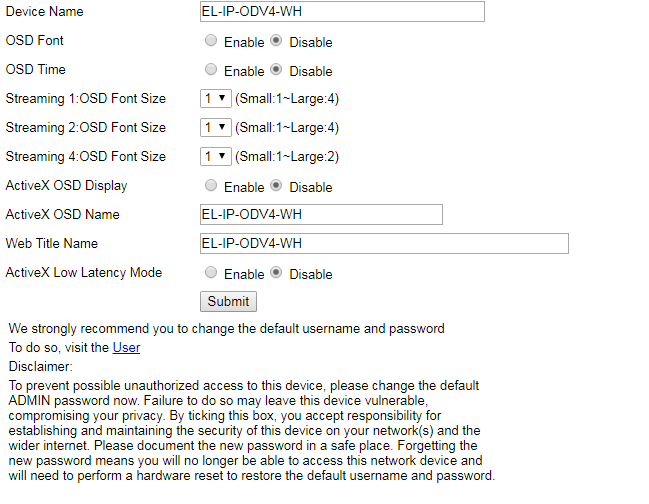 Device Name EL-IP-ODV4-WH
OSD Font Enable Disable
OSD Time Enable Disable
Streaming 1:OSD Font Size 1 (Small:1~Large:4)
Streaming 2:OSD Font Size 1 (Small:1~Large:4)
Streaming 4:OSD Font Size 1 (Small:1~Large:2)
ActiveX OSD Display Enable Disable
ActiveX OSD Name EL-IP-ODV4-WH
Web Title Name EL-IP-ODV4-WH
ActiveX Low Latency Mode Enable Disable
Submit
We strongly recommend you to change the default username and password
To do so, visit the User
Disclaimer:
To prevent possible unauthorized access to this device, please change the default
ADMIN password now. Failure to do so may leave this device vulnerable,
compromising your privacy. By ticking this box, you accept responsibility for
establishing and maintaining the security of this device on your network(s) and the
wider internet. Please document the new password in a safe place. Forgetting the
new password means you will no longer be able to access this network device and
will need to perform a hardware reset to restore the default username and password.